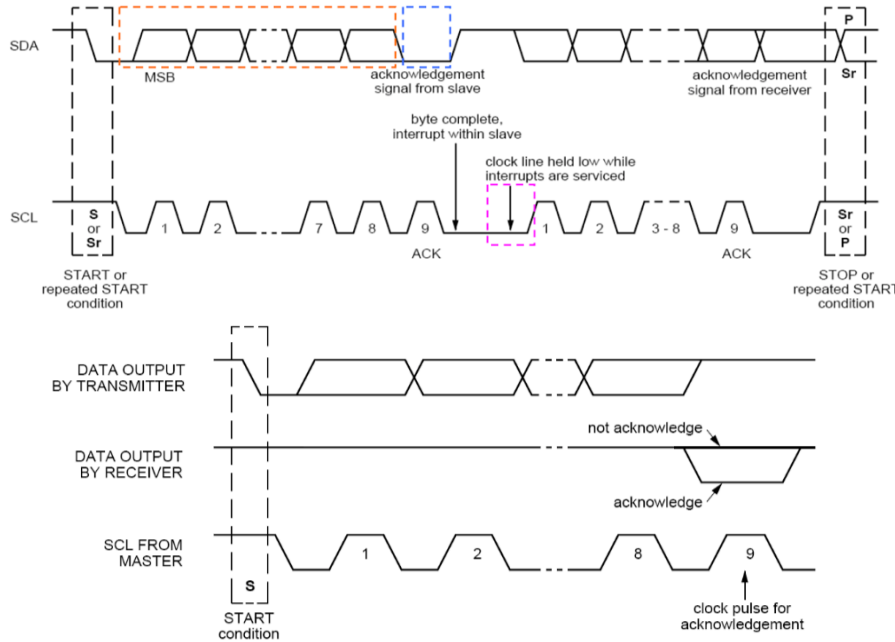 P
SDA
MSB
acknowledgement
signal from slave
acknowledgement
signal from receiver
Sr
byte complete,
interrupt within slave
clock line held low while
interrupts are serviced
SCL
S
or
Sr
1
2
7
8
9
1
2
3 - 8
9
Sr
or
P
ACK
ACK
START or
repeated START
condition
STOP or
repeated START
condition
DATA OUTPUT
BY TRANSMITTER
not acknowledge
DATA OUTPUT
BY RECEIVER
acknowledge
SCL FROM
MASTER
1
2
8
9
S
START
condition
clock pulse for
acknowledgement